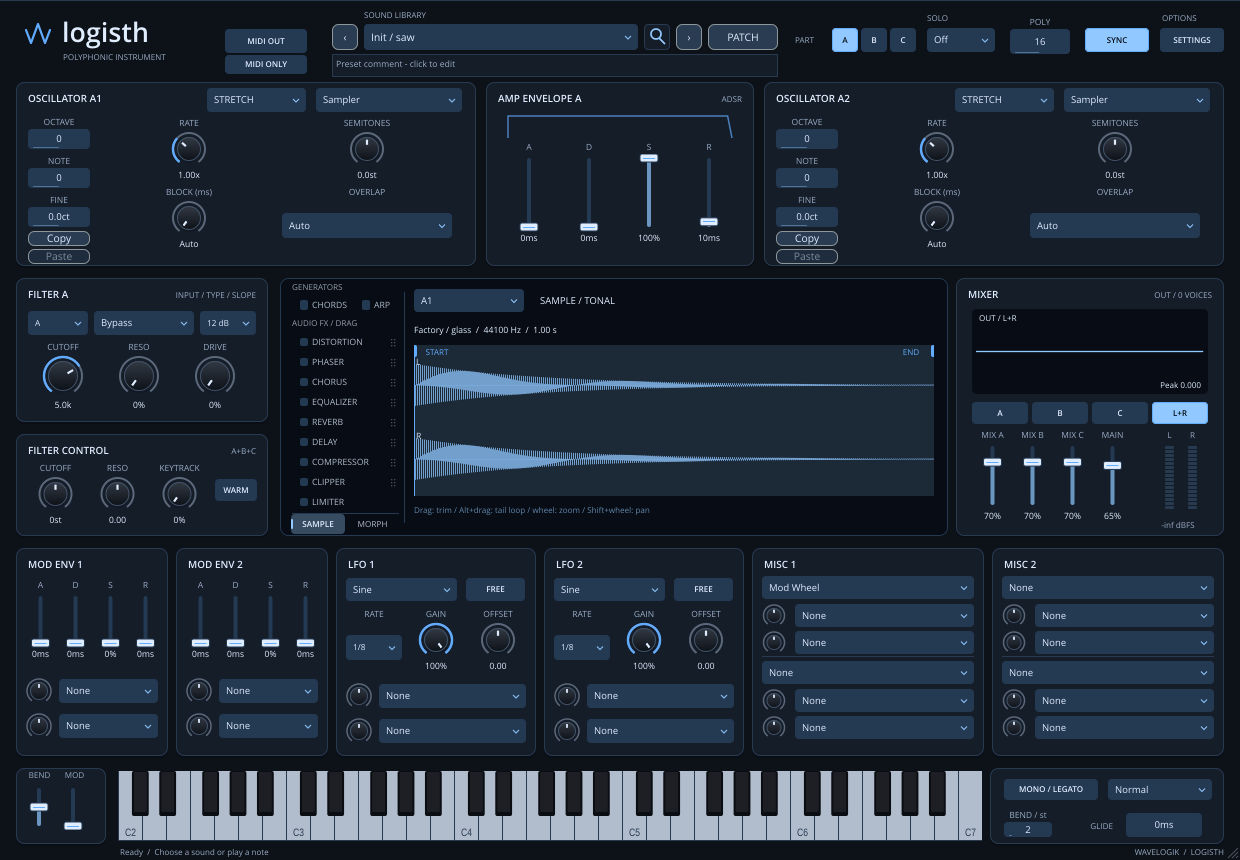 logisth
POLYPHONIC INSTRUMENT
MIDI OUT
MIDI ONLY
SOUND LIBRARY
‹
Init / saw
›
PATCH
Preset comment - click to edit
PART
A
B
C
SOLO
Off
POLY
16
SYNC
OPTIONS
SETTINGS
OSCILLATOR A1
STRETCH
Sampler
OCTAVE
0
NOTE
0
FINE
0.0ct
Copy
Paste
RATE
1.00x
BLOCK (ms)
Auto
SEMITONES
0.0st
OVERLAP
Auto
AMP ENVELOPE A
ADSR
A D S R
0ms 0ms 100% 10ms
OSCILLATOR A2
STRETCH
Sampler
OCTAVE
0
NOTE
0
FINE
0.0ct
Copy
Paste
RATE
1.00x
BLOCK (ms)
Auto
SEMITONES
0.0st
OVERLAP
Auto
FILTER A
INPUT / TYPE / SLOPE
A
Bypass
12 dB
CUTOFF RESO DRIVE
5.0k 0% 0%
FILTER CONTROL
A+B+C
CUTOFF RESO KEYTRACK
WARM
0st 0.00 0%
GENERATORS
CHORDS ARP
AUDIO FX / DRAG
DISTORTION
PHASER
CHORUS
EQUALIZER
REVERB
DELAY
COMPRESSOR
CLIPPER
LIMITER
SAMPLE MORPH
A1
SAMPLE / TONAL
Factory / glass / 44100 Hz / 1.00 s
START END
L
R
Drag: trim / Alt+drag: tail loop / wheel: zoom / Shift+wheel: pan
MIXER
OUT / 0 VOICES
OUT / L+R
Peak 0.000
A B C L+R
MIX A MIX B MIX C MAIN L R
70% 70% 70% 65%
-inf dBFS
MOD ENV 1
A D S R
0ms 0ms 0% 0ms
None
None
MOD ENV 2
A D S R
0ms 0ms 0% 0ms
None
None
LFO 1
Sine
FREE
RATE GAIN OFFSET
1/8
100% 0.00
None
None
LFO 2
Sine
FREE
RATE GAIN OFFSET
1/8
100% 0.00
None
None
MISC 1
Mod Wheel
None
None
None
None
None
MISC 2
None
None
None
None
None
None
BEND MOD
C2 C3 C4 C5 C6 C7
MONO / LEGATO
Normal
BEND / st
2
GLIDE
0ms
Ready / Choose a sound or play a note
WAVELOGIK / LOGISTH